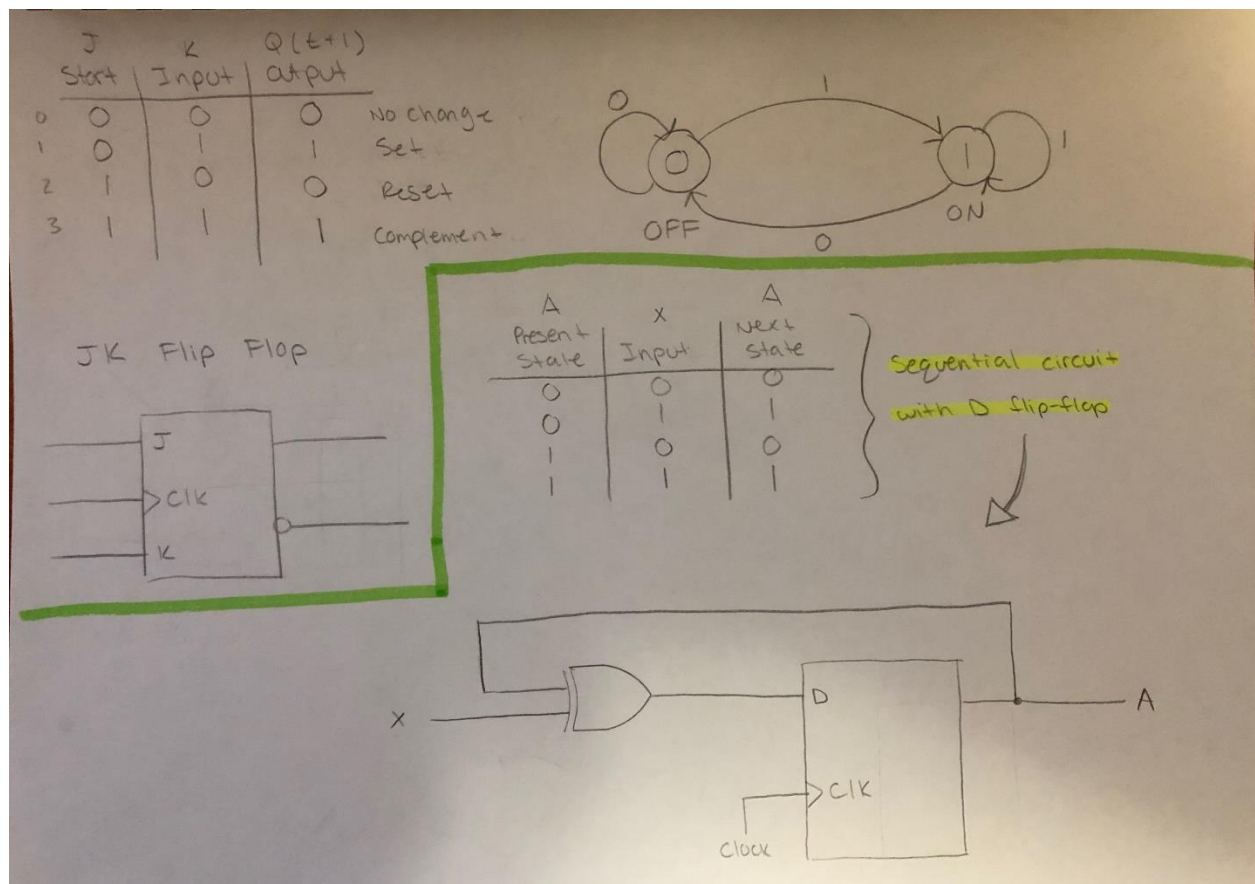 J K Q(t+1)
Start Input output
0 0 0 0 No change
1 0 1 1 Set
2 1 0 0 Reset
3 1 1 1 Complement
0
1
0
1
1
OFF
ON
0
JK Flip Flop
J
Clk
K
A X A
Present State Input Next State
0 0 0
0 1 1
1 0 0
1 1 1
Sequential circuit
with D flip-flop
X
D
A
Clk
Clock